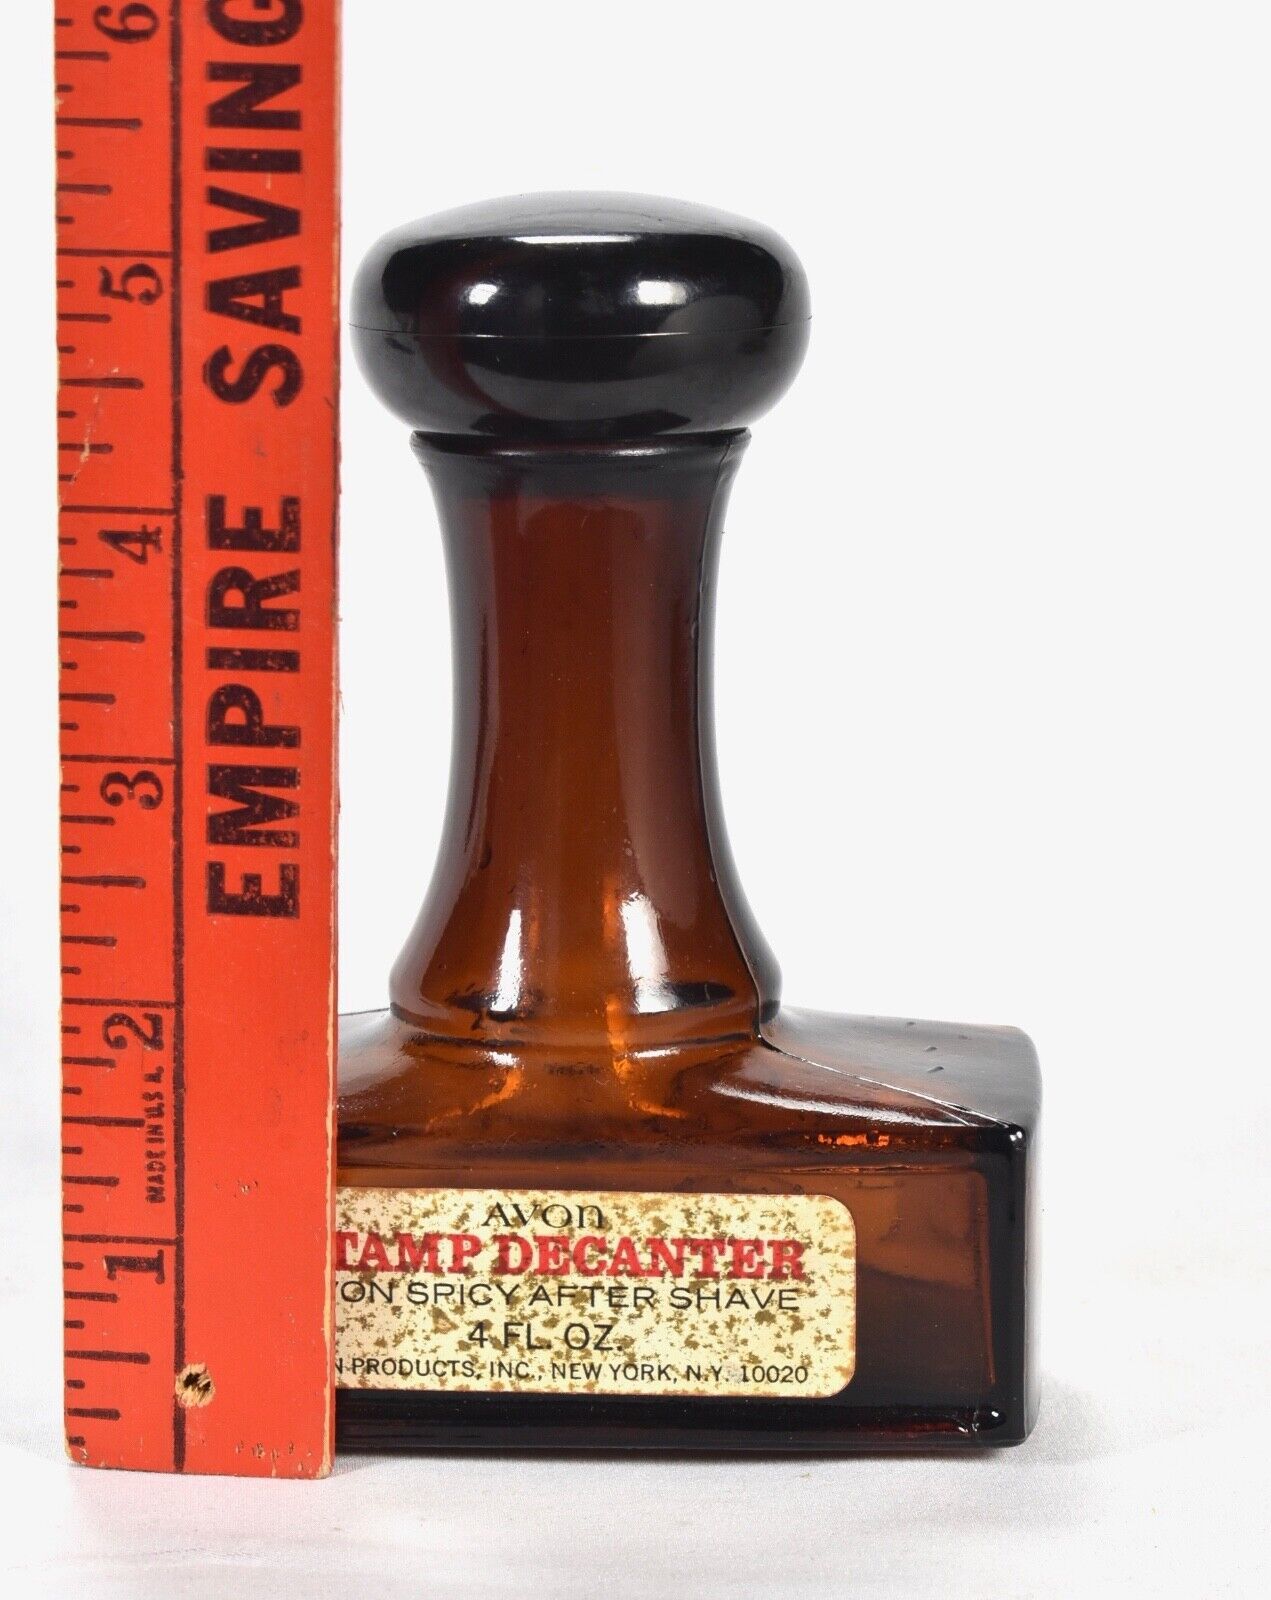 6
5
4
3
2
1
MADE IN U.S.A.
EMPIRE SAVING
AVON
TAMP DECANTER
ON SPICY AFTER SHAVE
4 FL. OZ.
N PRODUCTS, INC., NEW YORK, N.Y. 10020